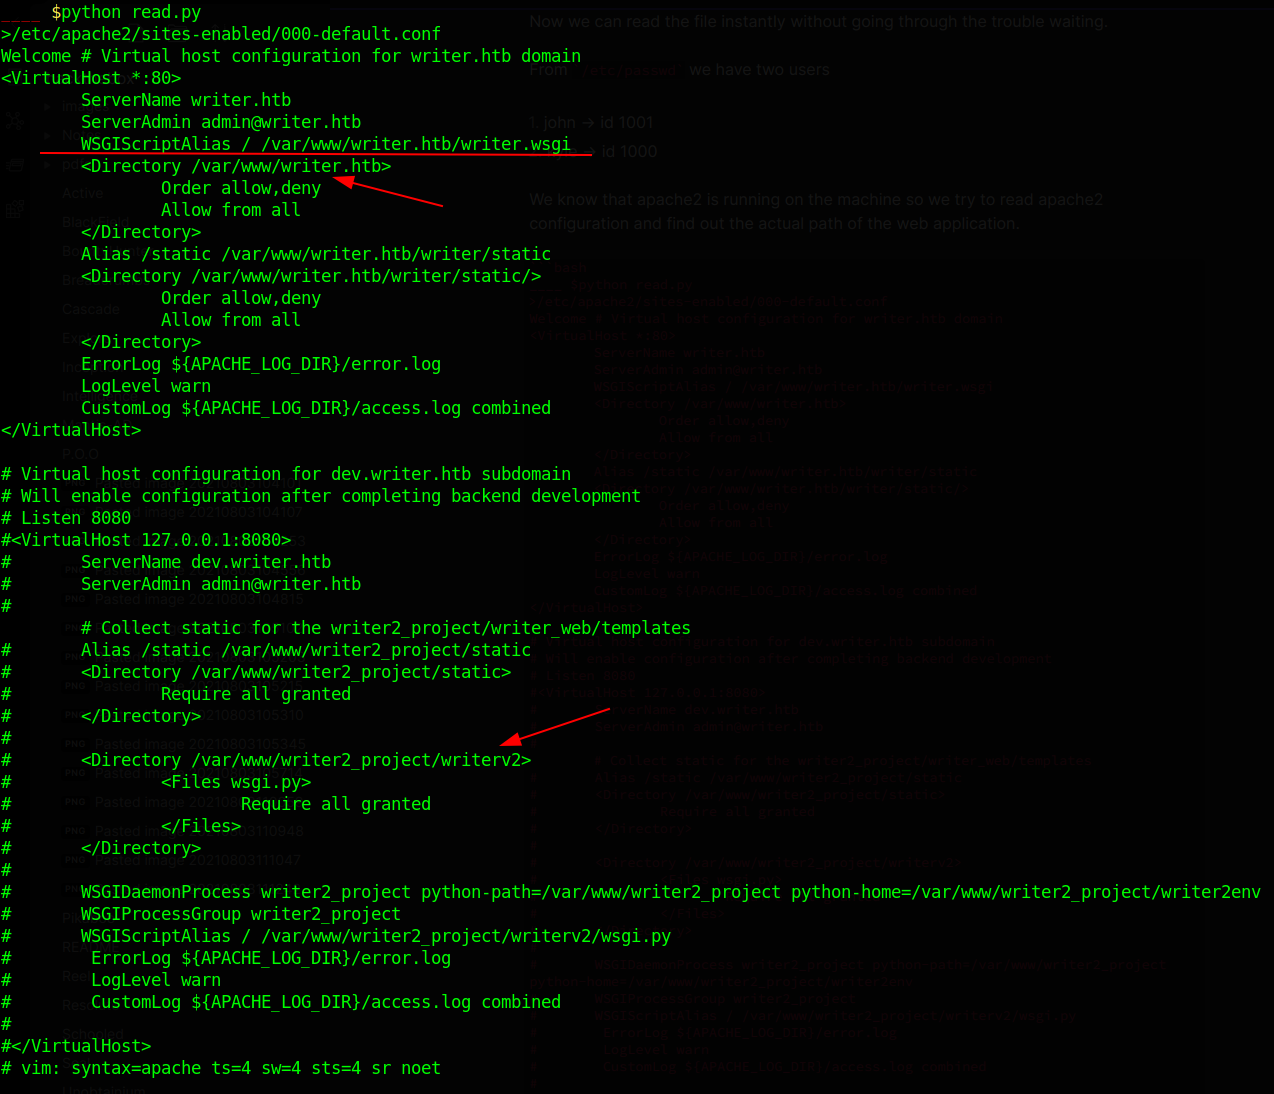 ____ $python read.py
>/etc/apache2/sites-enabled/000-default.conf
Welcome # Virtual host configuration for writer.htb domain
<VirtualHost *:80>
        ServerName writer.htb
        ServerAdmin admin@writer.htb
        WSGIScriptAlias / /var/www/writer.htb/writer.wsgi
        <Directory /var/www/writer.htb>
                Order allow,deny
                Allow from all
        </Directory>
        Alias /static /var/www/writer.htb/writer/static
        <Directory /var/www/writer.htb/writer/static/>
                Order allow,deny
                Allow from all
        </Directory>
        ErrorLog ${APACHE_LOG_DIR}/error.log
        LogLevel warn
        CustomLog ${APACHE_LOG_DIR}/access.log combined
</VirtualHost>

# Virtual host configuration for dev.writer.htb subdomain
# Will enable configuration after completing backend development
# Listen 8080
#<VirtualHost 127.0.0.1:8080>
#       ServerName dev.writer.htb
#       ServerAdmin admin@writer.htb
#
        # Collect static for the writer2_project/writer_web/templates
#       Alias /static /var/www/writer2_project/static
#       <Directory /var/www/writer2_project/static>
#               Require all granted
#       </Directory>
#
#       <Directory /var/www/writer2_project/writerv2>
#               <Files wsgi.py>
#                       Require all granted
#               </Files>
#       </Directory>
#
#       WSGIDaemonProcess writer2_project python-path=/var/www/writer2_project python-home=/var/www/writer2_project/writer2env
#       WSGIProcessGroup writer2_project
#       WSGIScriptAlias / /var/www/writer2_project/writerv2/wsgi.py
#        ErrorLog ${APACHE_LOG_DIR}/error.log
#        LogLevel warn
#        CustomLog ${APACHE_LOG_DIR}/access.log combined
#
#</VirtualHost>
# vim: syntax=apache ts=4 sw=4 sts=4 sr noet
Now we can read the file instantly without going through the trouble waiting.
From /etc/passwd we have two users
1. john → id 1001
→ id 1000
We know that apache2 is running on the machine so we try to read apache2
configuration and find out the actual path of the web application.
Active
Cascade